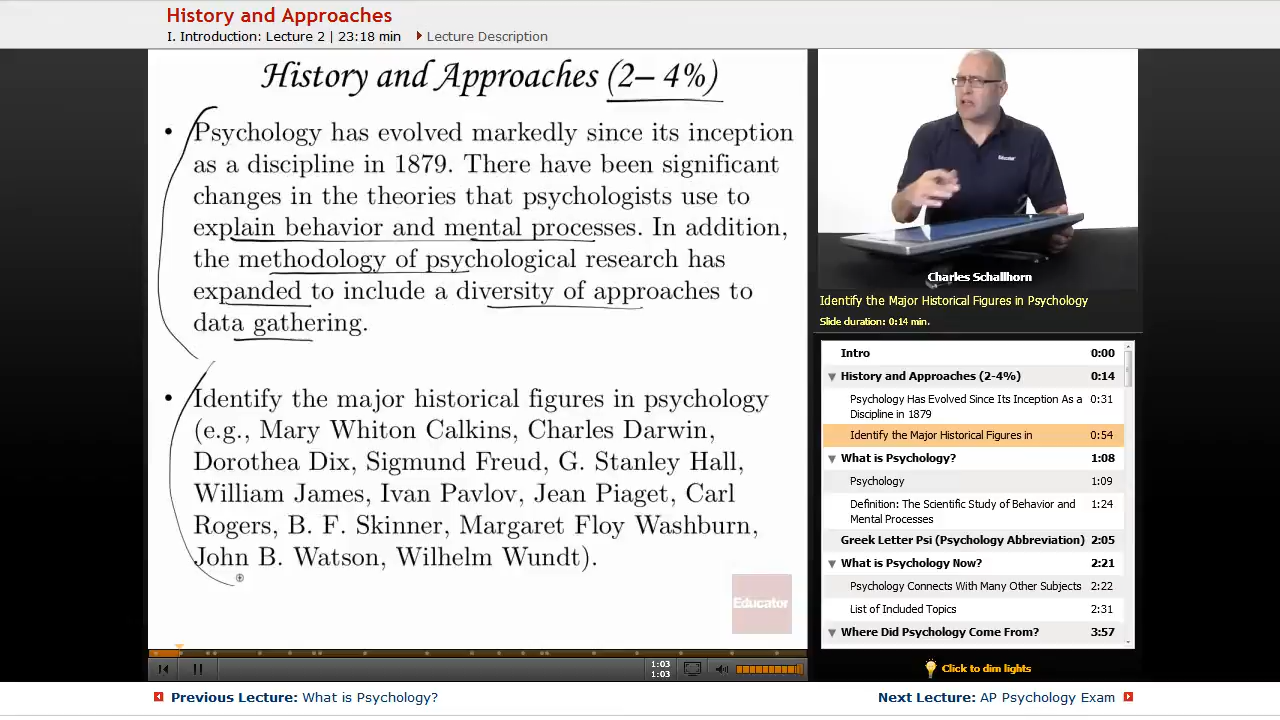 History and Approaches
I. Introduction: Lecture 2 | 23:18 min
Lecture Description
History and Approaches (2– 4%)
• Psychology has evolved markedly since its inception
as a discipline in 1879. There have been significant
changes in the theories that psychologists use to
explain behavior and mental processes. In addition,
the methodology of psychological research has
expanded to include a diversity of approaches to
data gathering.
• Identify the major historical figures in psychology
(e.g., Mary Whiton Calkins, Charles Darwin,
Dorothea Dix, Sigmund Freud, G. Stanley Hall,
William James, Ivan Pavlov, Jean Piaget, Carl
Rogers, B. F. Skinner, Margaret Floy Washburn,
John B. Watson, Wilhelm Wundt).
Educator
Educator
Charles Schallhorn
Identify the Major Historical Figures in Psychology
Slide duration: 0:14 min.
Intro 0:00
History and Approaches (2-4%) 0:14
Psychology Has Evolved Since Its Inception As a 0:31
Discipline in 1879
Identify the Major Historical Figures in 0:54
What is Psychology? 1:08
Psychology 1:09
Definition: The Scientific Study of Behavior and 1:24
Mental Processes
Greek Letter Psi (Psychology Abbreviation) 2:05
What is Psychology Now? 2:21
Psychology Connects With Many Other Subjects 2:22
List of Included Topics 2:31
Where Did Psychology Come From? 3:57
1:03
1:03
Click to dim lights
Previous Lecture: What is Psychology?
Next Lecture: AP Psychology Exam